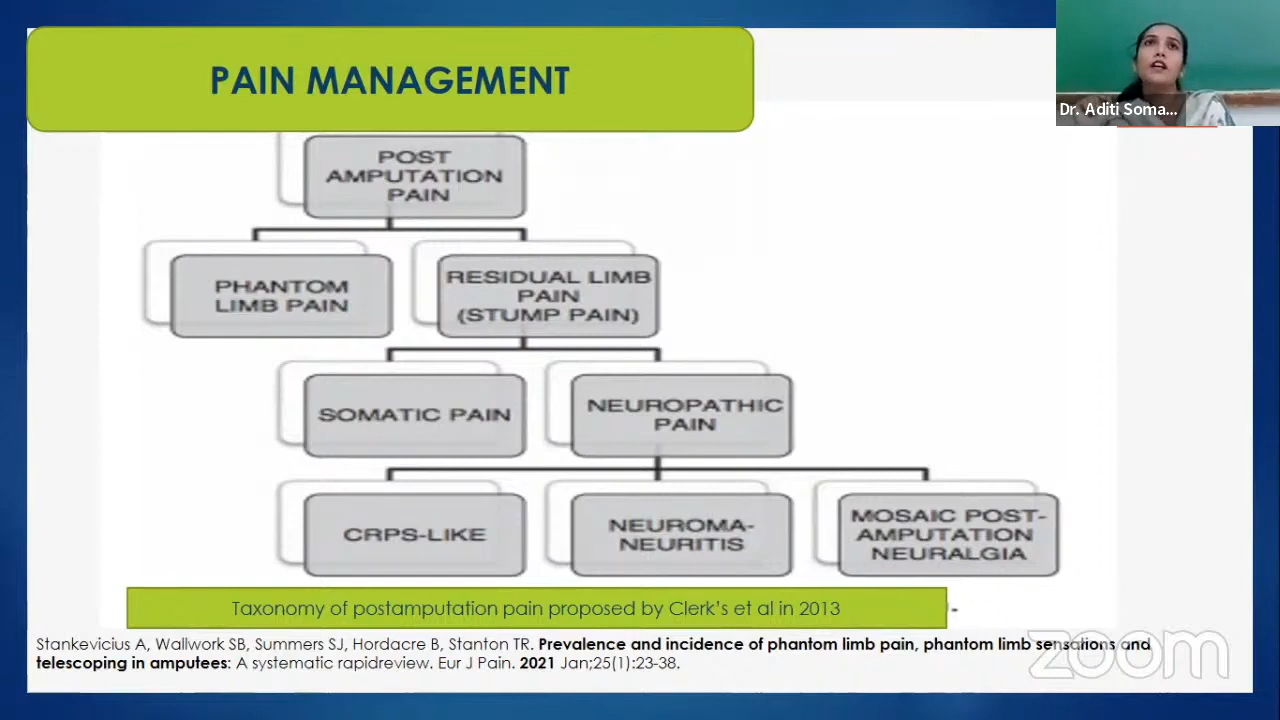 PAIN MANAGEMENT
Dr. Aditi Soma...
POST
AMPUTATION
PAIN
PHANTOM
LIMB PAIN
RESIDUAL LIMB
PAIN
(STUMP PAIN)
SOMATIC PAIN
NEUROPATHIC
PAIN
CRPS-LIKE
NEUROMA-
NEURITIS
MOSAIC POST-
AMPUTATION
NEURALGIA
Taxonomy of postamputation pain proposed by Clerk’s et al in 2013
Stankevicius A, Wallwork SB, Summers SJ, Hordacre B, Stanton TR. Prevalence and incidence of phantom limb pain, phantom limb sensations and
telescoping in amputees: A systematic rapidreview. Eur J Pain. 2021 Jan;25(1):23-38.
zoom